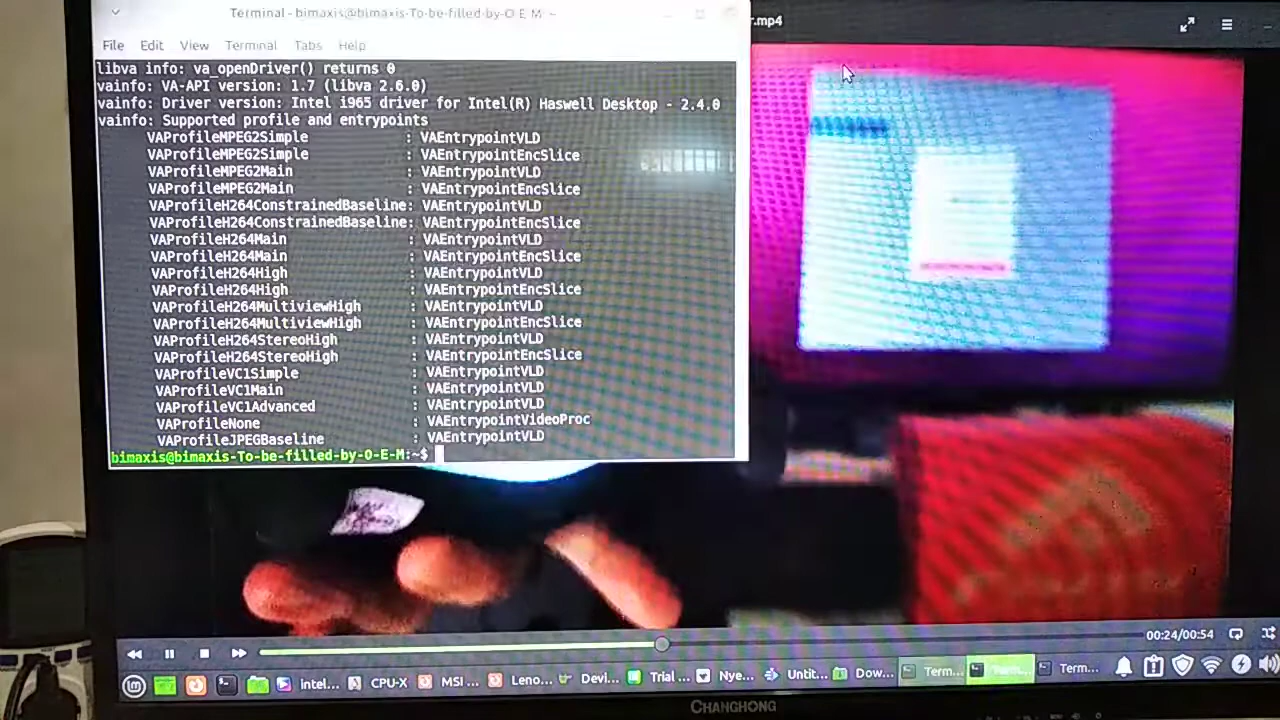 Terminal - bimaxis@bimaxis-To-be-filled-by-O-E-M: ~
r.mp4
File Edit View Terminal Tabs Help
libva info: va_openDriver() returns 0
vainfo: VA-API version: 1.7 (libva 2.6.0)
vainfo: Driver version: Intel i965 driver for Intel(R) Haswell Desktop - 2.4.0
vainfo: Supported profile and entrypoints
VAProfileMPEG2Simple : VAEntrypointVLD
VAProfileMPEG2Simple : VAEntrypointEncSlice
VAProfileMPEG2Main : VAEntrypointVLD
VAProfileMPEG2Main : VAEntrypointEncSlice
VAProfileH264ConstrainedBaseline: VAEntrypointVLD
VAProfileH264ConstrainedBaseline: VAEntrypointEncSlice
VAProfileH264Main : VAEntrypointVLD
VAProfileH264Main : VAEntrypointEncSlice
VAProfileH264High : VAEntrypointVLD
VAProfileH264High : VAEntrypointEncSlice
VAProfileH264MultiviewHigh : VAEntrypointVLD
VAProfileH264MultiviewHigh : VAEntrypointEncSlice
VAProfileH264StereoHigh : VAEntrypointVLD
VAProfileH264StereoHigh : VAEntrypointEncSlice
VAProfileVC1Simple : VAEntrypointVLD
VAProfileVC1Main : VAEntrypointVLD
VAProfileVC1Advanced : VAEntrypointVLD
VAProfileNone : VAEntrypointVideoProc
VAProfileJPEGBaseline : VAEntrypointVLD
bimaxis@bimaxis-To-be-filled-by-O-E-M:~$
00:24/00:54
Intel... CPU-X MSI ... Leno... Devi... Trial ... Nye... Untit... Dow... Term... Term... Term...
CHANGHONG